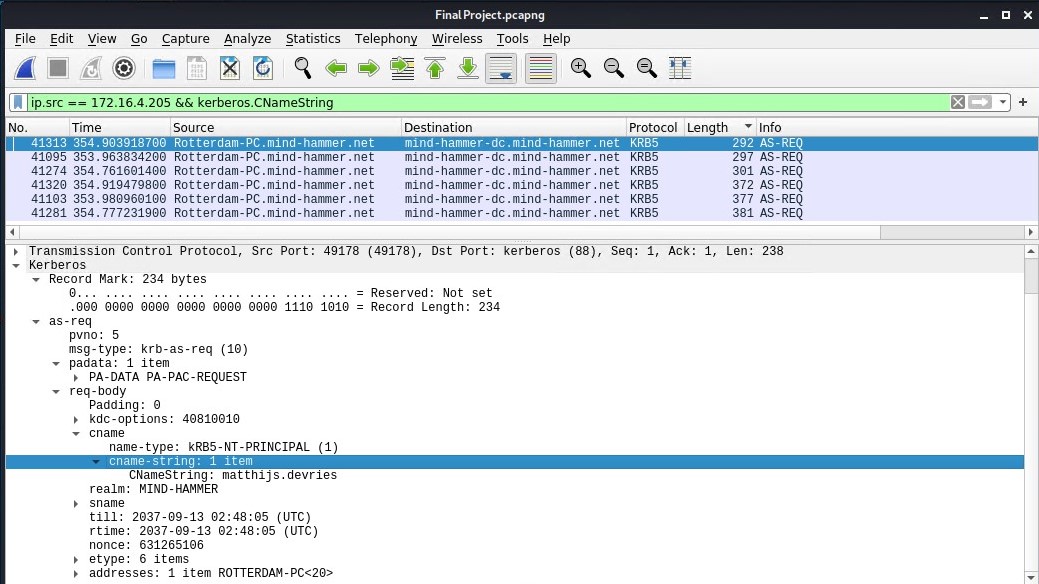 Final Project.pcapng
File Edit View Go Capture Analyze Statistics Telephony Wireless Tools Help
ip.src == 172.16.4.205 && kerberos.CNameString
No. Time Source Destination Protocol Length Info
41313 354.903918700 Rotterdam-PC.mind-hammer.net mind-hammer-dc.mind-hammer.net KRB5 292 AS-REQ
41095 353.963834200 Rotterdam-PC.mind-hammer.net mind-hammer-dc.mind-hammer.net KRB5 297 AS-REQ
41274 354.761601400 Rotterdam-PC.mind-hammer.net mind-hammer-dc.mind-hammer.net KRB5 301 AS-REQ
41320 354.919479800 Rotterdam-PC.mind-hammer.net mind-hammer-dc.mind-hammer.net KRB5 372 AS-REQ
41103 353.980960100 Rotterdam-PC.mind-hammer.net mind-hammer-dc.mind-hammer.net KRB5 377 AS-REQ
41281 354.777231900 Rotterdam-PC.mind-hammer.net mind-hammer-dc.mind-hammer.net KRB5 381 AS-REQ
Transmission Control Protocol, Src Port: 49178 (49178), Dst Port: kerberos (88), Seq: 1, Ack: 1, Len: 238
Kerberos
Record Mark: 234 bytes
0... .... .... .... .... .... .... .... = Reserved: Not set
.000 0000 0000 0000 0000 0000 1110 1010 = Record Length: 234
as-req
pvno: 5
msg-type: krb-as-req (10)
padata: 1 item
PA-DATA PA-PAC-REQUEST
req-body
Padding: 0
kdc-options: 40810010
cname
name-type: kRB5-NT-PRINCIPAL (1)
cname-string: 1 item
CNameString: matthijs.devries
realm: MIND-HAMMER
sname
till: 2037-09-13 02:48:05 (UTC)
rtime: 2037-09-13 02:48:05 (UTC)
nonce: 631265106
etype: 6 items
addresses: 1 item ROTTERDAM-PC<20>